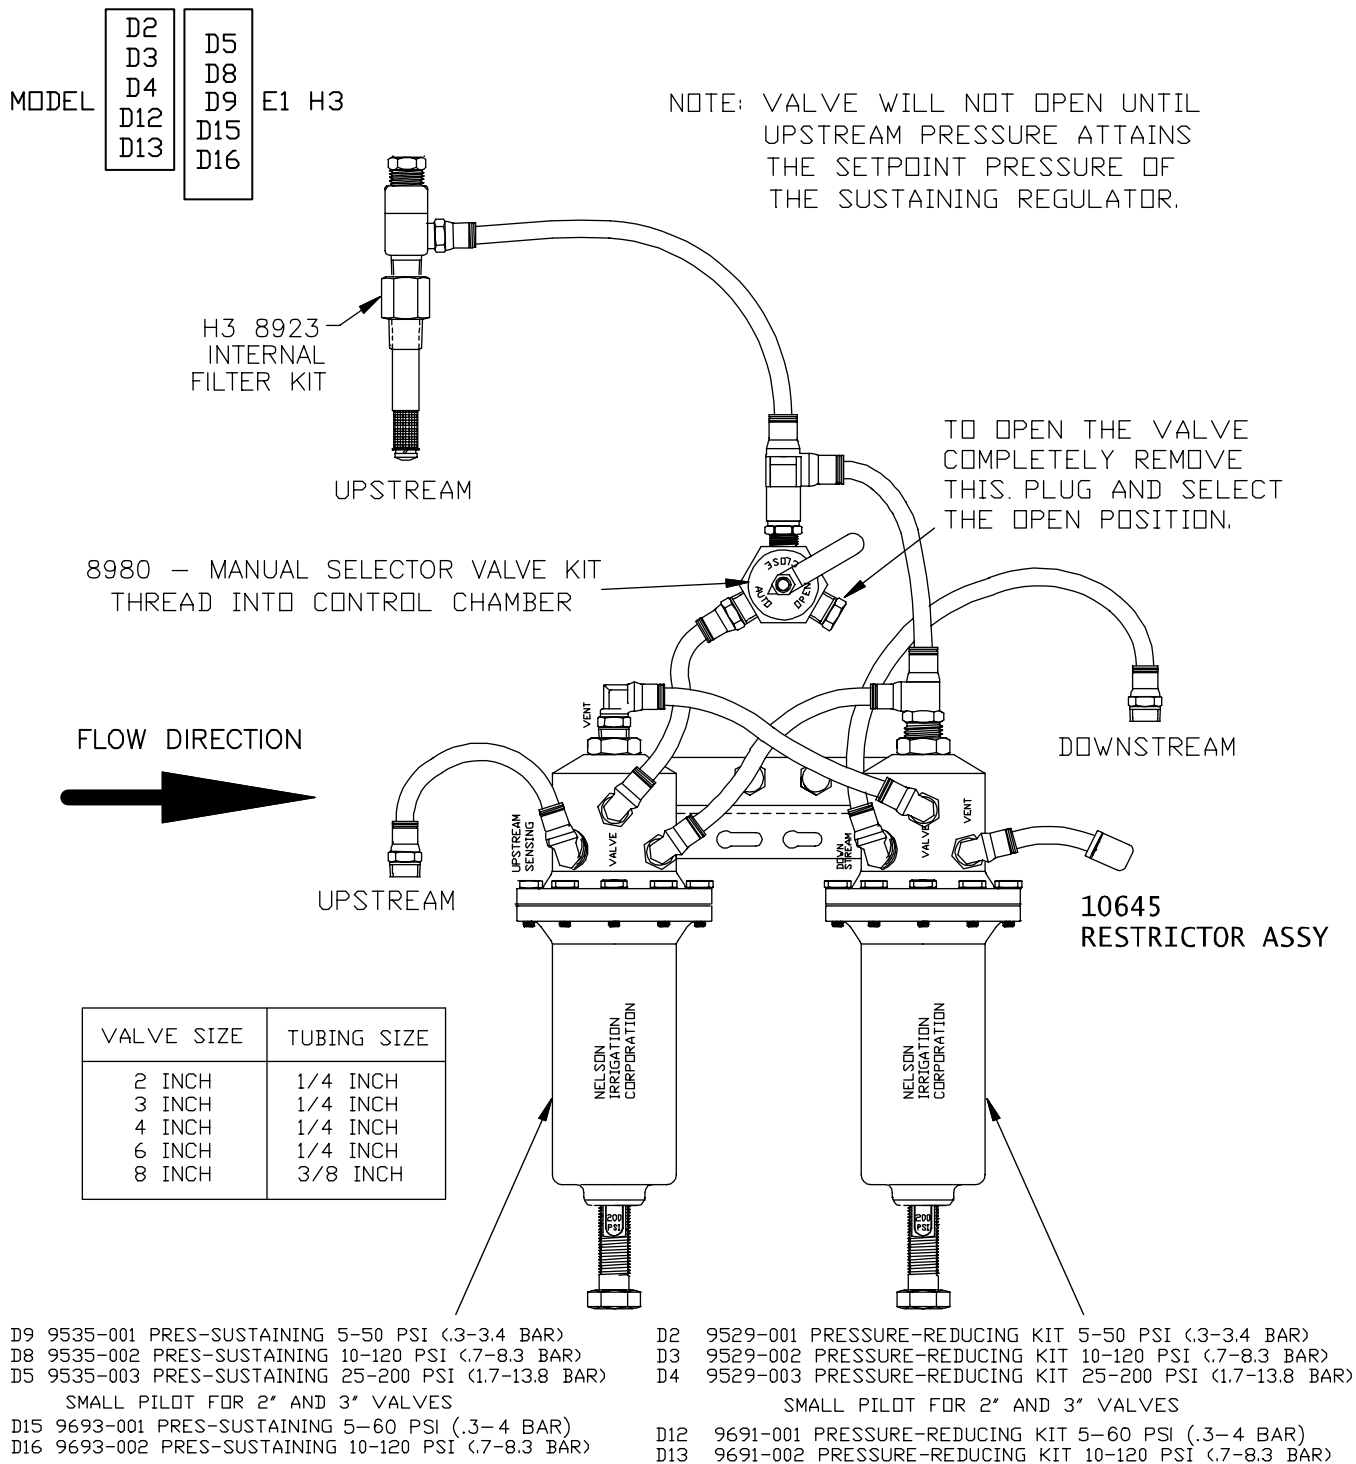 MODEL
D2
D3
D4
D12
D13
D5
D8
D9
D15
D16
E1 H3
NOTE: VALVE WILL NOT OPEN UNTIL
UPSTREAM PRESSURE ATTAINS
THE SETPOINT PRESSURE OF
THE SUSTAINING REGULATOR.
H3 8923
INTERNAL
FILTER KIT
UPSTREAM
TO OPEN THE VALVE
COMPLETELY REMOVE
THIS. PLUG AND SELECT
THE OPEN POSITION.
8980 – MANUAL SELECTOR VALVE KIT
THREAD INTO CONTROL CHAMBER
CLOSE
AUTO
OPEN
FLOW DIRECTION
VENT
DOWNSTREAM
UPSTREAM
SENSING
VALVE
DOWN
STREAM
VALVE
VENT
UPSTREAM
10645
RESTRICTOR ASSY
VALVE SIZE TUBING SIZE
2 INCH 1/4 INCH
3 INCH 1/4 INCH
4 INCH 1/4 INCH
6 INCH 1/4 INCH
8 INCH 3/8 INCH
NELSON
IRRIGATION
CORPORATION
NELSON
IRRIGATION
CORPORATION
200
PSI
200
PSI
D9 9535-001 PRES-SUSTAINING 5-50 PSI (.3-3.4 BAR)
D8 9535-002 PRES-SUSTAINING 10-120 PSI (.7-8.3 BAR)
D5 9535-003 PRES-SUSTAINING 25-200 PSI (1.7-13.8 BAR)
SMALL PILOT FOR 2" AND 3" VALVES
D15 9693-001 PRES-SUSTAINING 5–60 PSI (.3–4 BAR)
D16 9693-002 PRES-SUSTAINING 10-120 PSI (.7-8.3 BAR)
D2 9529-001 PRESSURE-REDUCING KIT 5-50 PSI (.3-3.4 BAR)
D3 9529-002 PRESSURE-REDUCING KIT 10-120 PSI (.7-8.3 BAR)
D4 9529-003 PRESSURE-REDUCING KIT 25-200 PSI (1.7-13.8 BAR)
SMALL PILOT FOR 2" AND 3" VALVES
D12 9691-001 PRESSURE-REDUCING KIT 5–60 PSI (.3–4 BAR)
D13 9691-002 PRESSURE-REDUCING KIT 10-120 PSI (.7-8.3 BAR)